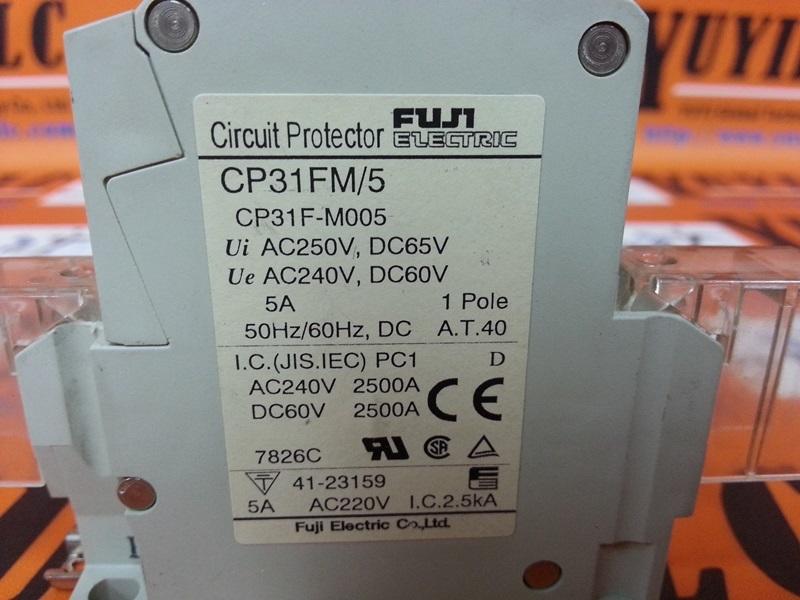 Circuit Protector FUJI ELECTRIC
CP31FM/5
CP31F-M005
Ui AC250V, DC65V
Ue AC240V, DC60V
5A 1 Pole
50Hz/60Hz, DC A.T.40
I.C.(JIS.IEC) PC1 D
AC240V 2500A
DC60V 2500A
CE
7826C
41-23159
5A AC220V I.C.2.5kA
Fuji Electric Co.,Ltd.